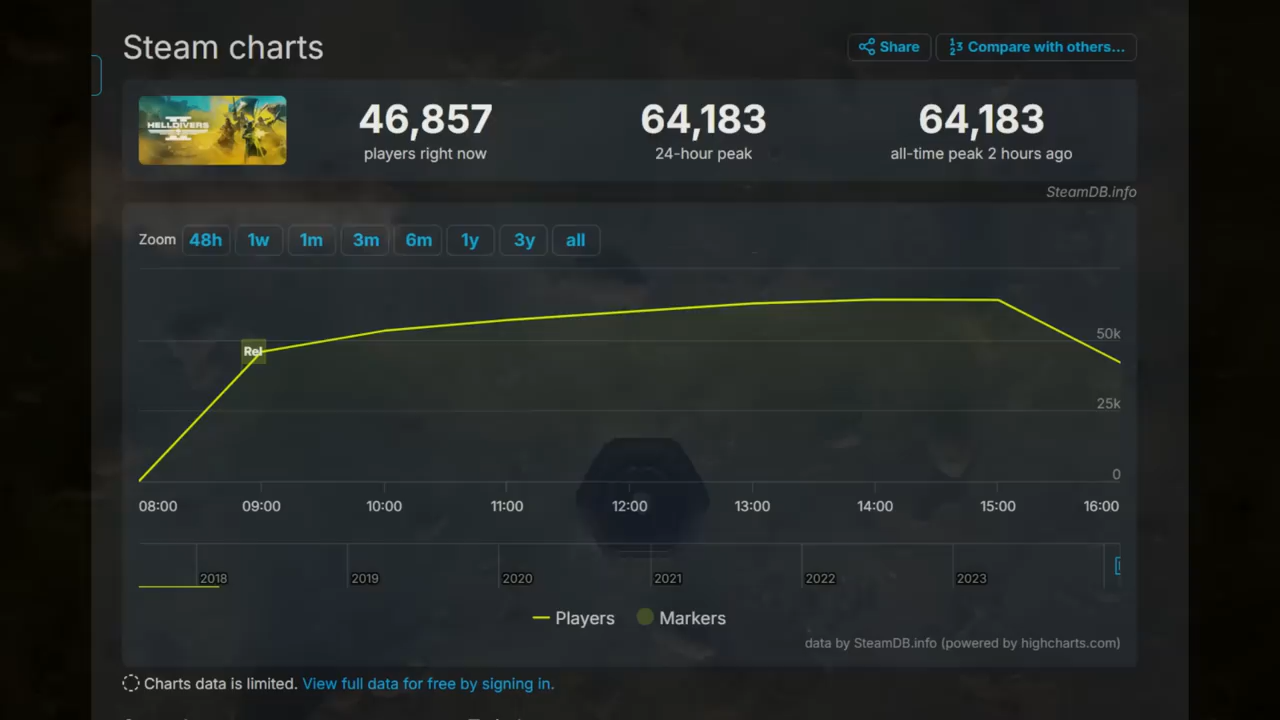 Steam charts
Share
Compare with others...
HELLDIVERS
II
46,857
players right now
64,183
24-hour peak
64,183
all-time peak 2 hours ago
SteamDB.info
Zoom 48h 1w 1m 3m 6m 1y 3y all
Rel
50k
25k
0
08:00 09:00 10:00 11:00 12:00 13:00 14:00 15:00 16:00
2018 2019 2020 2021 2022 2023
Players Markers
data by SteamDB.info (powered by highcharts.com)
Charts data is limited. View full data for free by signing in.